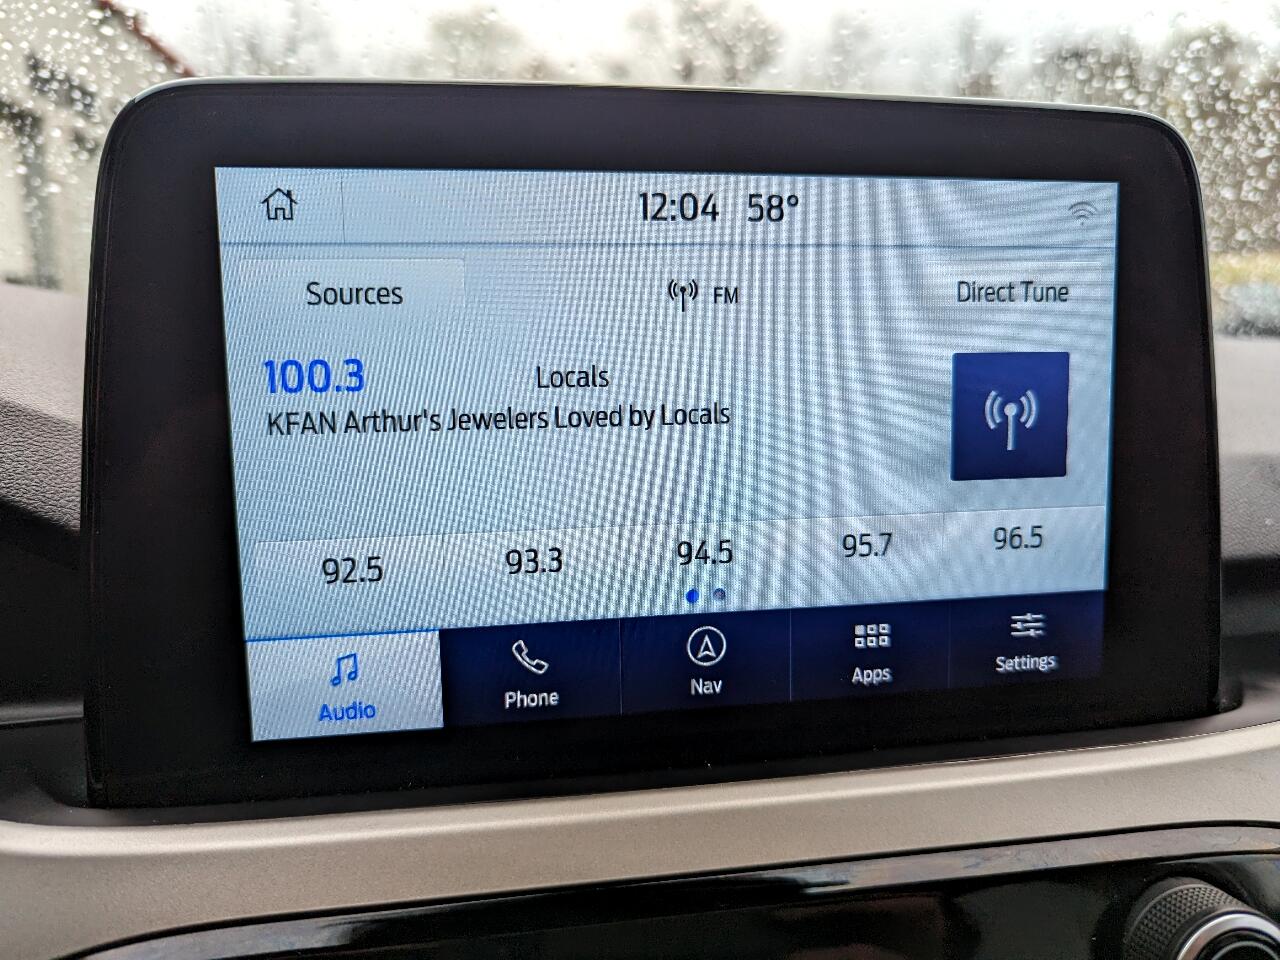 12:04 58°
Sources FM Direct Tune
100.3 Locals
KFAN Arthur's Jewelers Loved by Locals
92.5 93.3 94.5 95.7 96.5
Audio Phone Nav Apps Settings